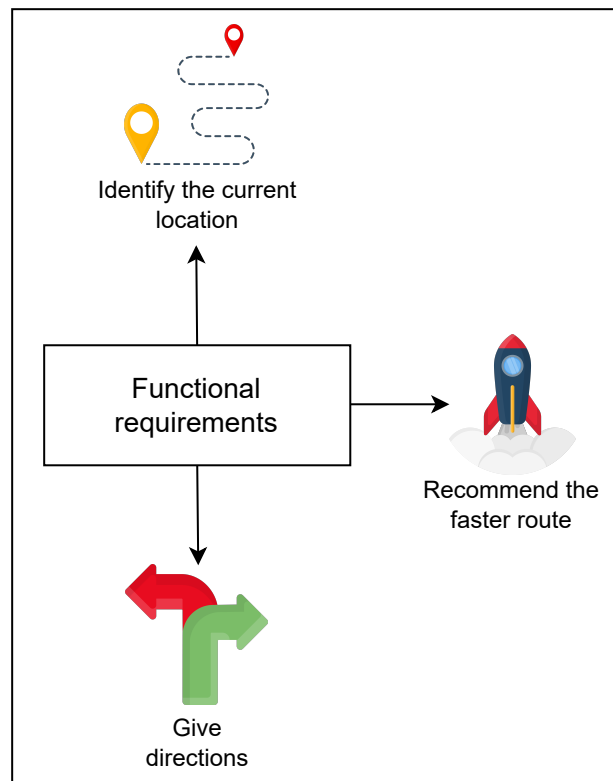 Identify the current
location
Functional
requirements
Recommend the
faster route
Give
directions